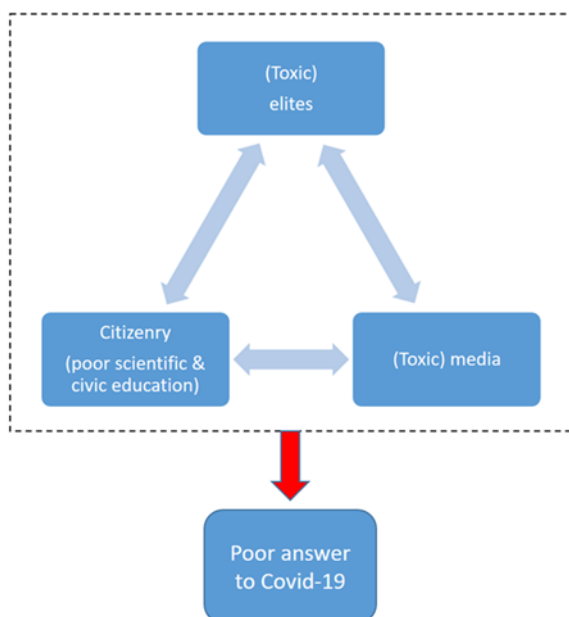 (Toxic)
elites
Citizenry
(poor scientific &
civic education)
(Toxic) media
Poor answer
to Covid-19